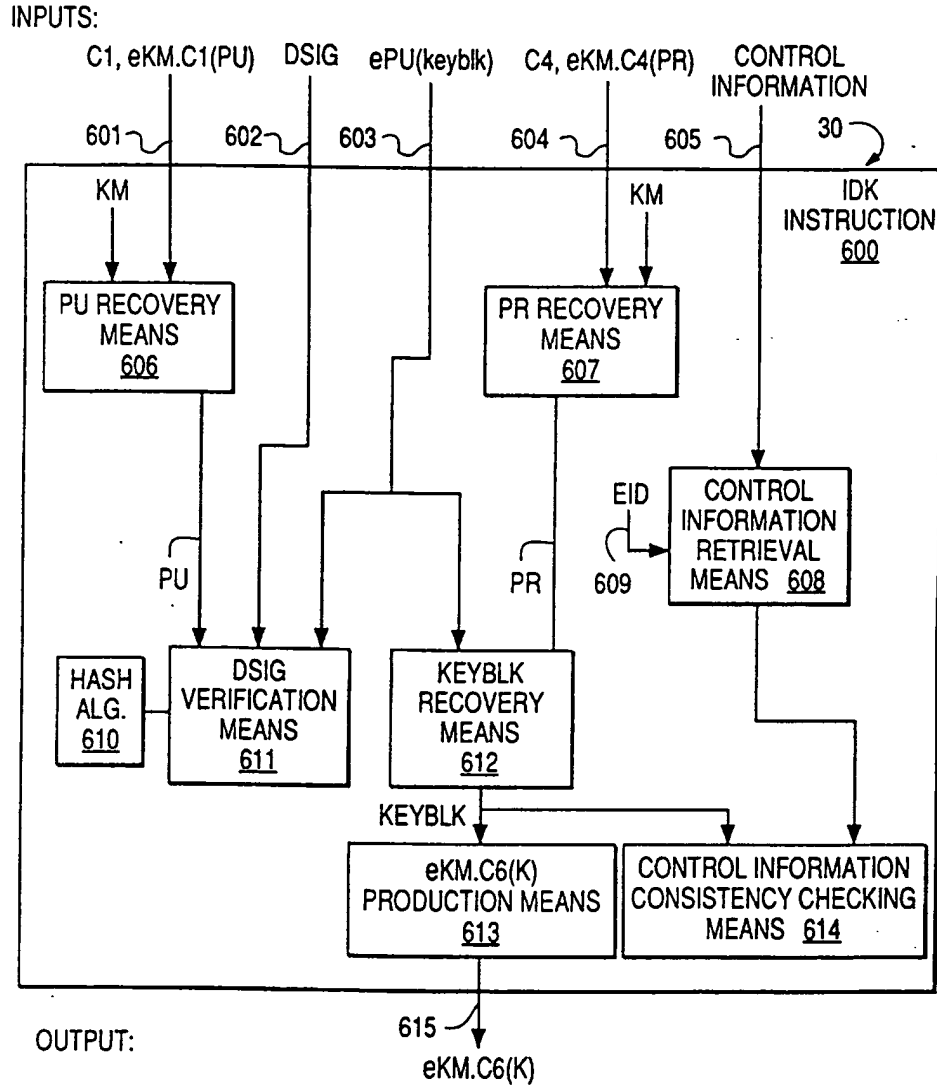 INPUTS:
C1, eKM.C1(PU)
DSIG
ePU(keyblk)
C4, eKM.C4(PR)
CONTROL
INFORMATION
601
602
603
604
605
30
KM
KM
IDK
INSTRUCTION
600
PU RECOVERY
MEANS
606
PR RECOVERY
MEANS
607
EID
609
CONTROL
INFORMATION
RETRIEVAL
MEANS 608
PU
PR
HASH
ALG.
610
DSIG
VERIFICATION
MEANS
611
KEYBLK
RECOVERY
MEANS
612
KEYBLK
eKM.C6(K)
PRODUCTION MEANS
613
CONTROL INFORMATION
CONSISTENCY CHECKING
MEANS 614
615
OUTPUT:
eKM.C6(K)